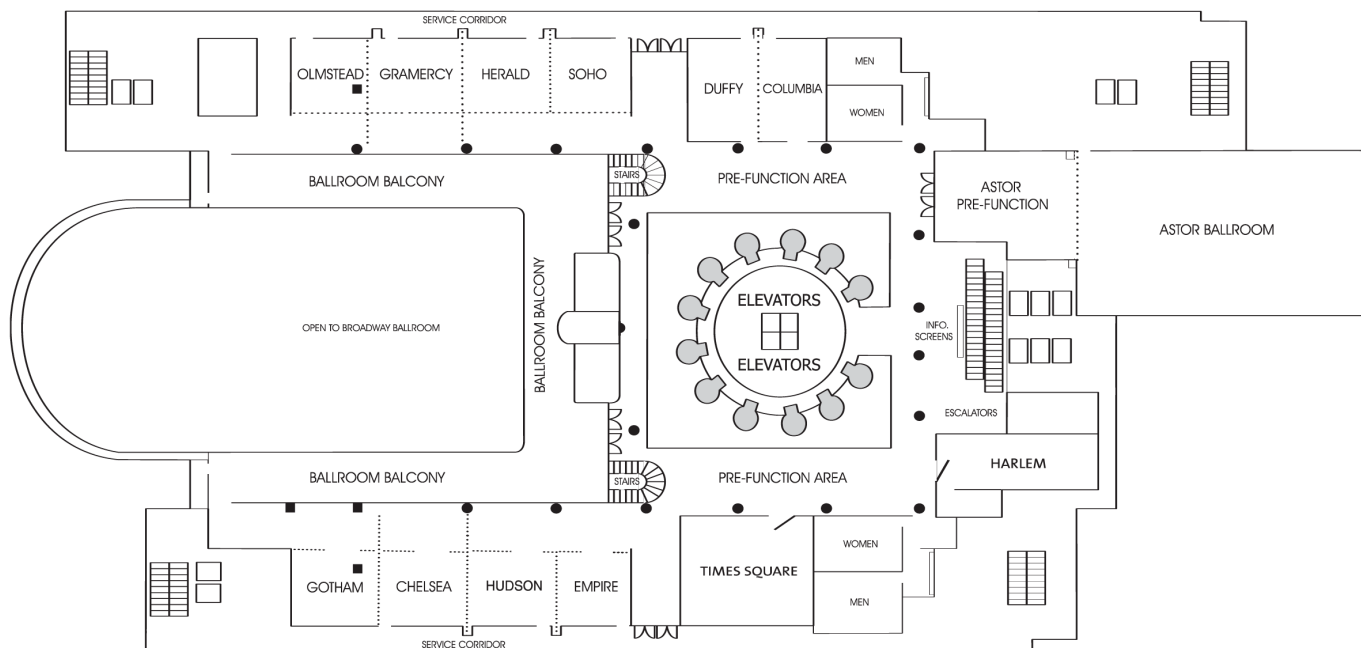 SERVICE CORRIDOR
OLMSTEAD
GRAMERCY
HERALD
SOHO
DUFFY
COLUMBIA
MEN
WOMEN
BALLROOM BALCONY
STAIRS
PRE-FUNCTION AREA
ASTOR
PRE-FUNCTION
ASTOR BALLROOM
OPEN TO BROADWAY BALLROOM
BALLROOM BALCONY
ELEVATORS
ELEVATORS
INFO.
SCREENS
ESCALATORS
HARLEM
BALLROOM BALCONY
STAIRS
PRE-FUNCTION AREA
GOTHAM
CHELSEA
HUDSON
EMPIRE
TIMES SQUARE
WOMEN
MEN
SERVICE CORRIDOR